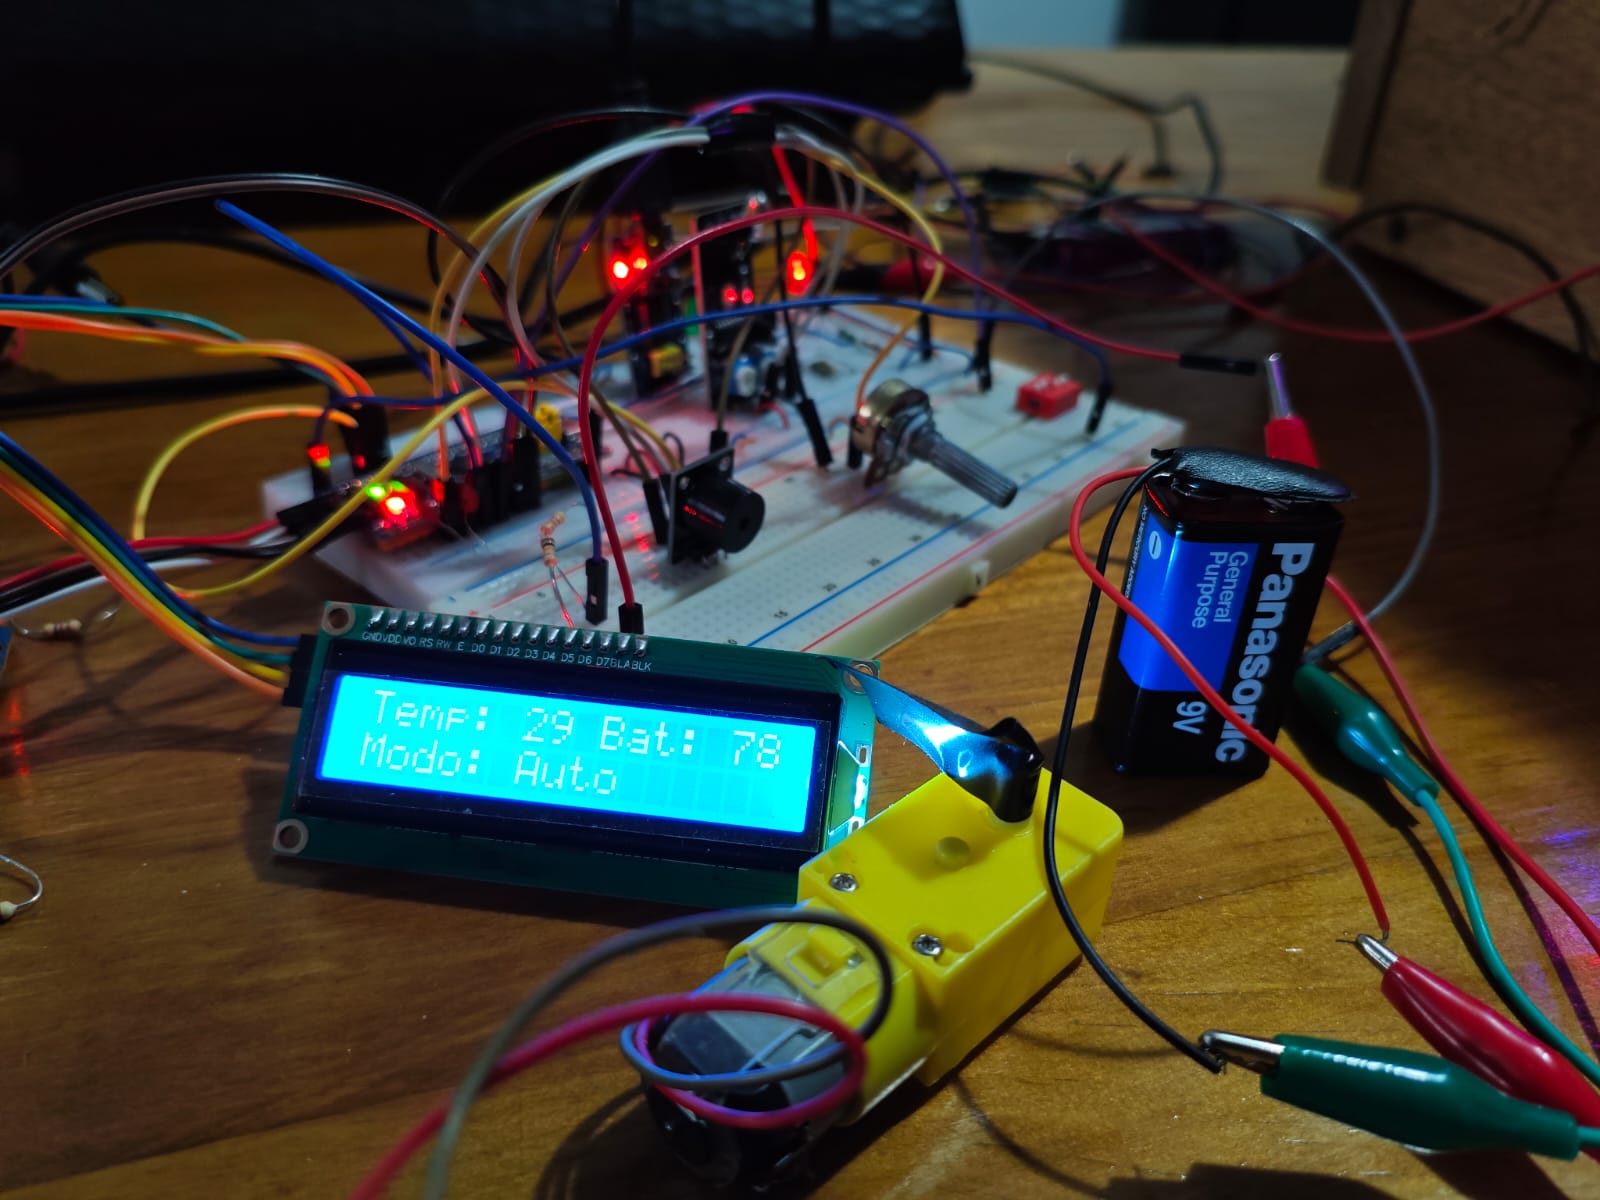 GND VDD VO RS RW E D0 D1 D2 D3 D4 D5 D6 D7 BLA BLK
Temp: 29 Bat: 78
Modo: Auto
Panasonic
General
Purpose
9V